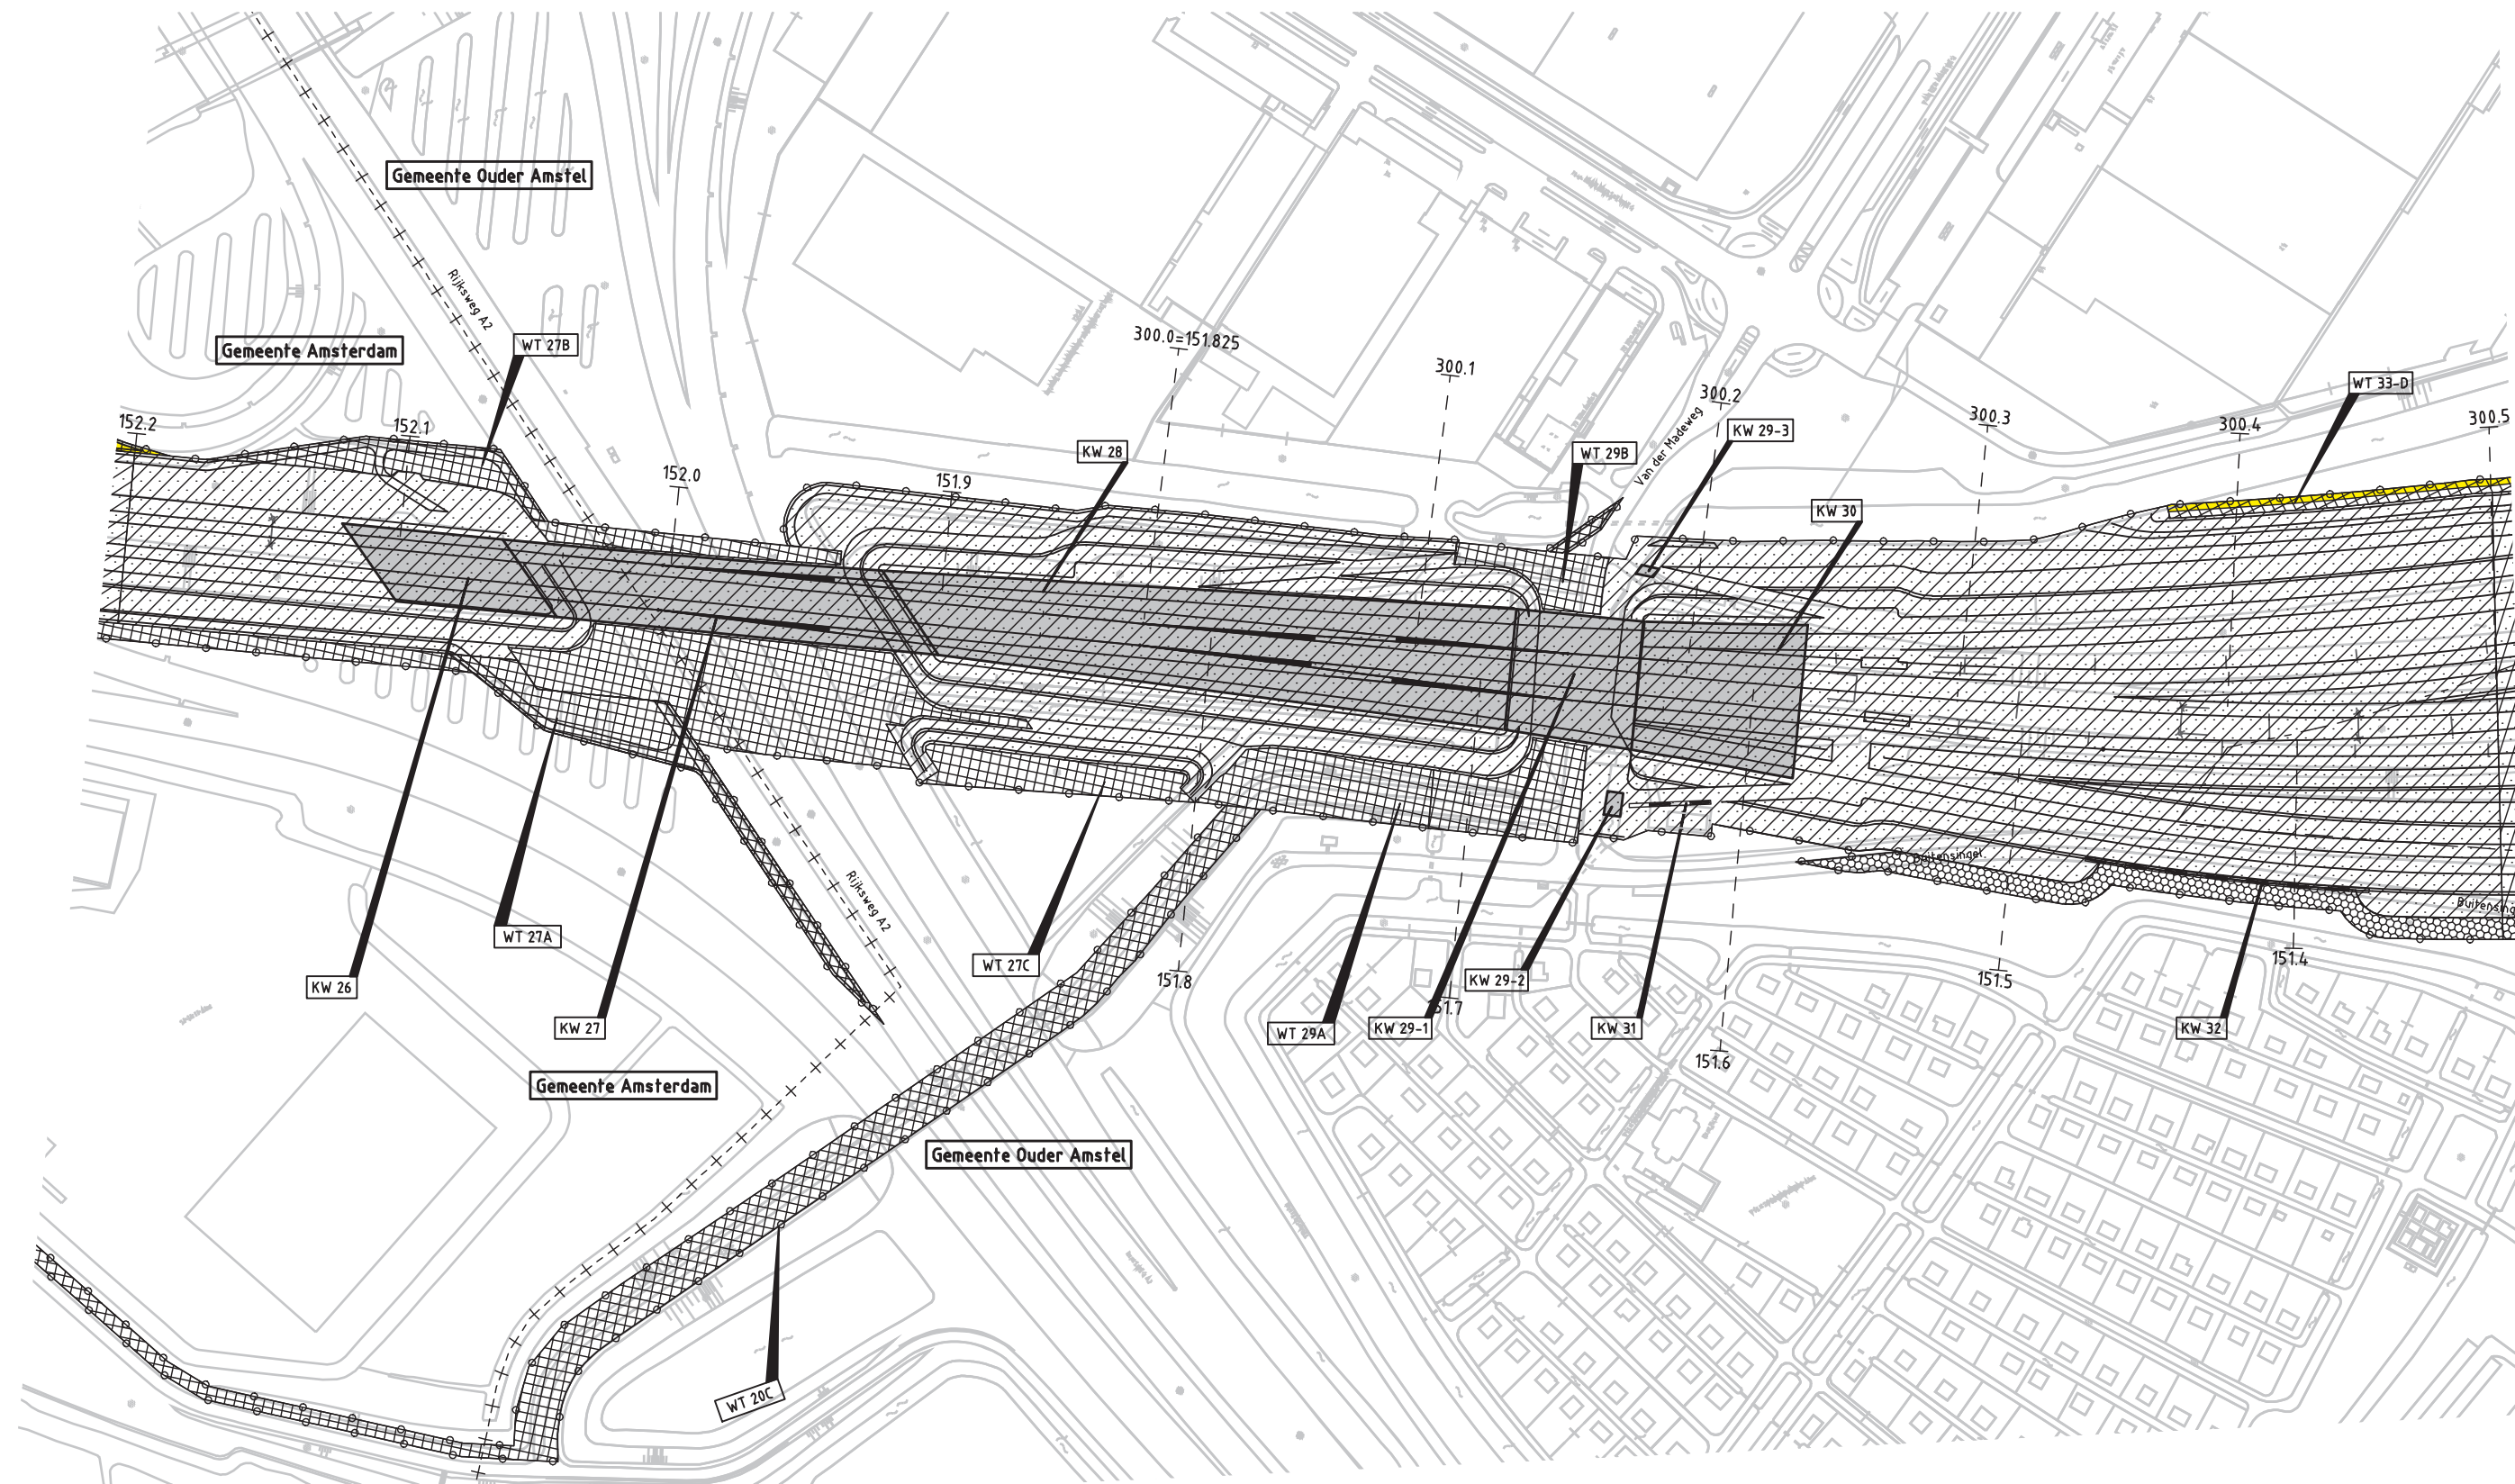 Gemeente Ouder Amstel
Rijksweg A2
Gemeente Amsterdam
WT 27B
300.0=151.825
300.1
300.2
WT 33-D
152.2
152.1
152.0
151.9
KW 28
WT 29B
Van der Madeweg
KW 29-3
300.3
300.4
300.5
KW 30
Buitensingel
Rijksweg A2
Buitensing
WT 27A
KW 26
KW 27
WT 27C
151.8
WT 29A
KW 29-1
151.7
KW 29-2
KW 31
151.6
151.5
151.4
KW 32
Gemeente Amsterdam
Gemeente Ouder Amstel
WT 20C